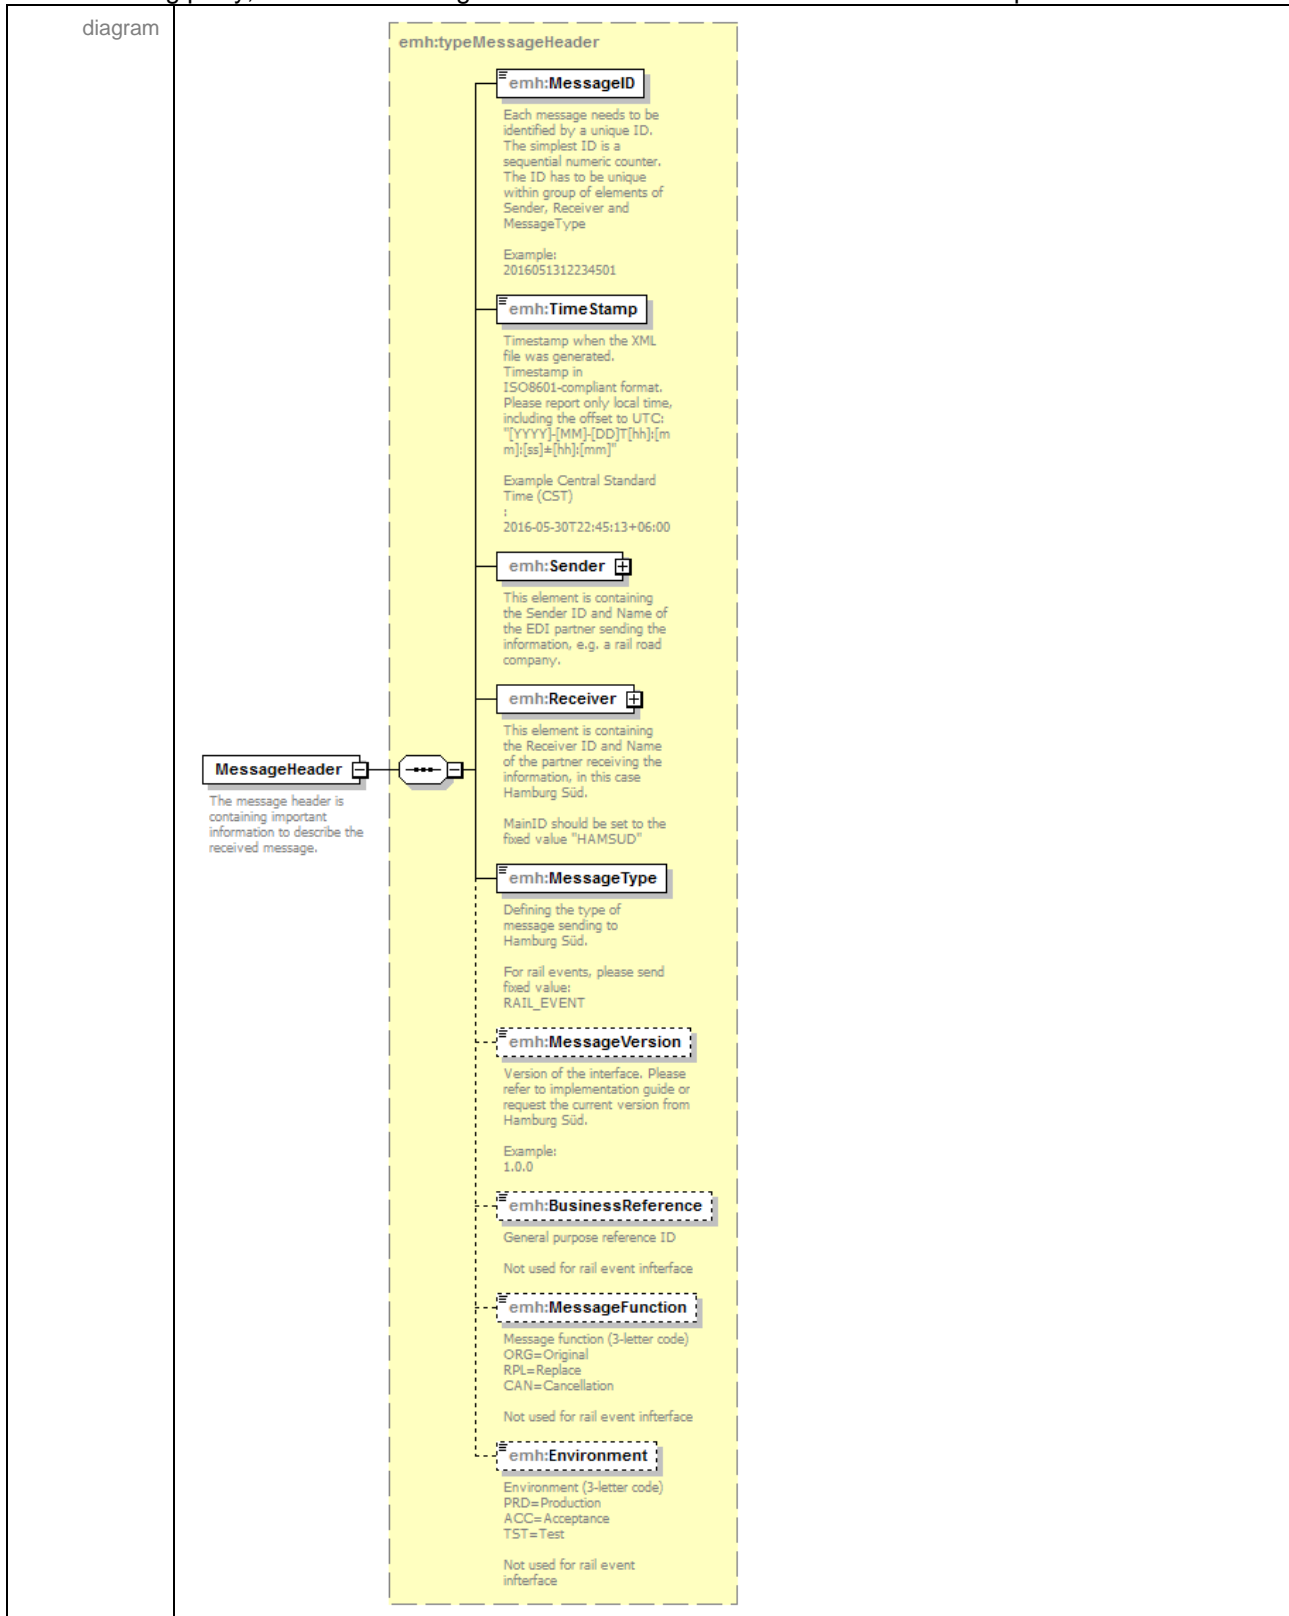 diagram
emh:typeMessageHeader
emh:MessageID
Each message needs to be
identified by a unique ID.
The simplest ID is a
sequential numeric counter.
The ID has to be unique
within group of elements of
Sender, Receiver and
MessageType
Example:
2016051312234501
emh:TimeStamp
Timestamp when the XML
file was generated.
Timestamp in
ISO8601-compliant format.
Please report only local time,
including the offset to UTC:
"[YYYY]-[MM]-[DD]T[hh]:[m
m]:[ss]±[hh]:[mm]"
Example Central Standard
Time (CST)
:
2016-05-30T22:45:13+06:00
emh:Sender
This element is containing
the Sender ID and Name of
the EDI partner sending the
information, e.g. a rail road
company.
emh:Receiver
This element is containing
the Receiver ID and Name
of the partner receiving the
information, in this case
Hamburg Süd.
MainID should be set to the
fixed value "HAMSUD"
MessageHeader
The message header is
containing important
information to describe the
received message.
emh:MessageType
Defining the type of
message sending to
Hamburg Süd.
For rail events, please send
fixed value:
RAIL_EVENT
emh:MessageVersion
Version of the interface. Please
refer to implementation guide or
request the current version from
Hamburg Süd.
Example:
1.0.0
emh:BusinessReference
General purpose reference ID
Not used for rail event infterface
emh:MessageFunction
Message function (3-letter code)
ORG=Original
RPL=Replace
CAN=Cancellation
Not used for rail event infterface
emh:Environment
Environment (3-letter code)
PRD=Production
ACC=Acceptance
TST=Test
Not used for rail event
infterface